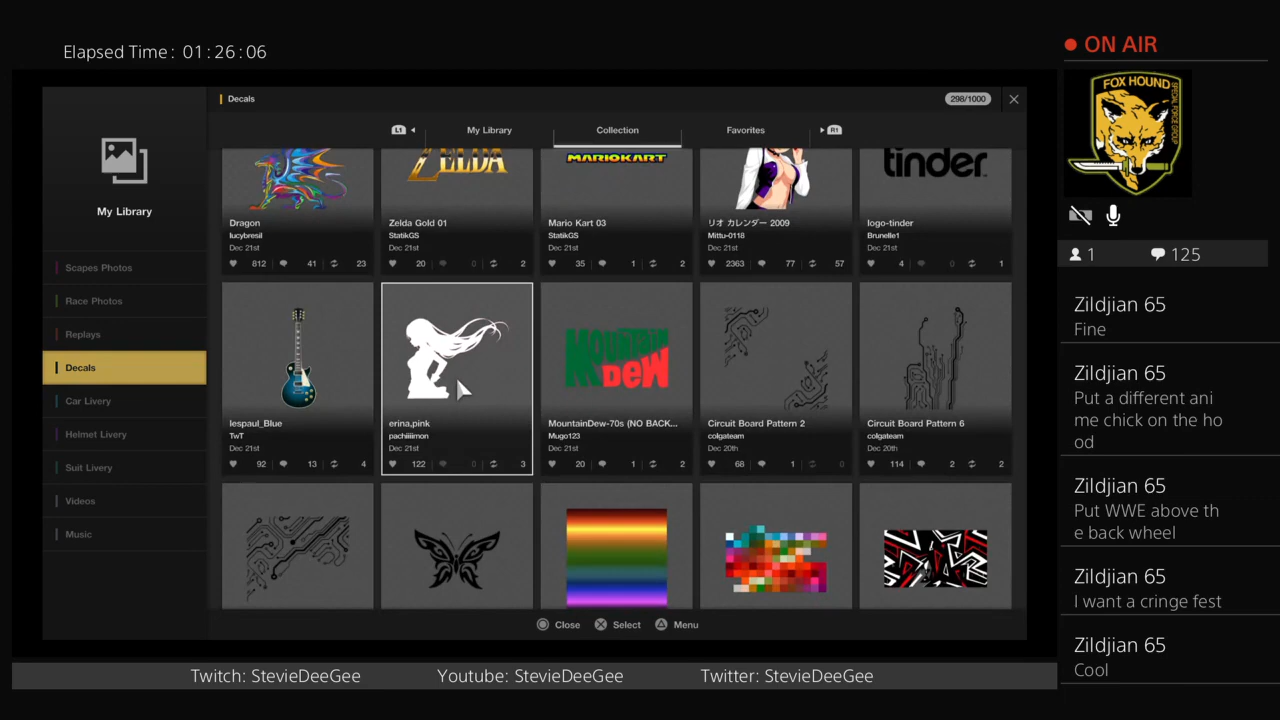 Elapsed Time: 01:26:06
ON AIR
FOX HOUND
SPECIAL FORCE GROUP
Decals
298/1000
L1
My Library
Collection
Favorites
R1
My Library
Scapes Photos
Race Photos
Replays
Decals
Car Livery
Helmet Livery
Suit Livery
Videos
Music
ZELDA
MARIOKART
tinder
Dragon
lucybresil
Dec 21st
812 41 23
Zelda Gold 01
StatikGS
Dec 21st
20 0 2
Mario Kart 03
StatikGS
Dec 21st
35 1 2
リオ カレンダー 2009
Mittu-0118
Dec 21st
2363 77 57
logo-tinder
Brunelle1
Dec 21st
4 0 1
lespaul_Blue
TwT
Dec 21st
92 13 4
erina,pink
pachiiiimon
Dec 21st
122 0 3
MOUNTAIN
DEW
MountainDew-70s (NO BACK...
Mugo123
Dec 21st
20 1 2
Circuit Board Pattern 2
colgateam
Dec 20th
68 1 0
Circuit Board Pattern 6
colgateam
Dec 20th
114 2 2
Close
Select
Menu
1
125
Zildjian 65
Fine
Zildjian 65
Put a different ani
me chick on the ho
od
Zildjian 65
Put WWE above th
e back wheel
Zildjian 65
I want a cringe fest
Zildjian 65
Cool
Twitch: StevieDeeGee
Youtube: StevieDeeGee
Twitter: StevieDeeGee